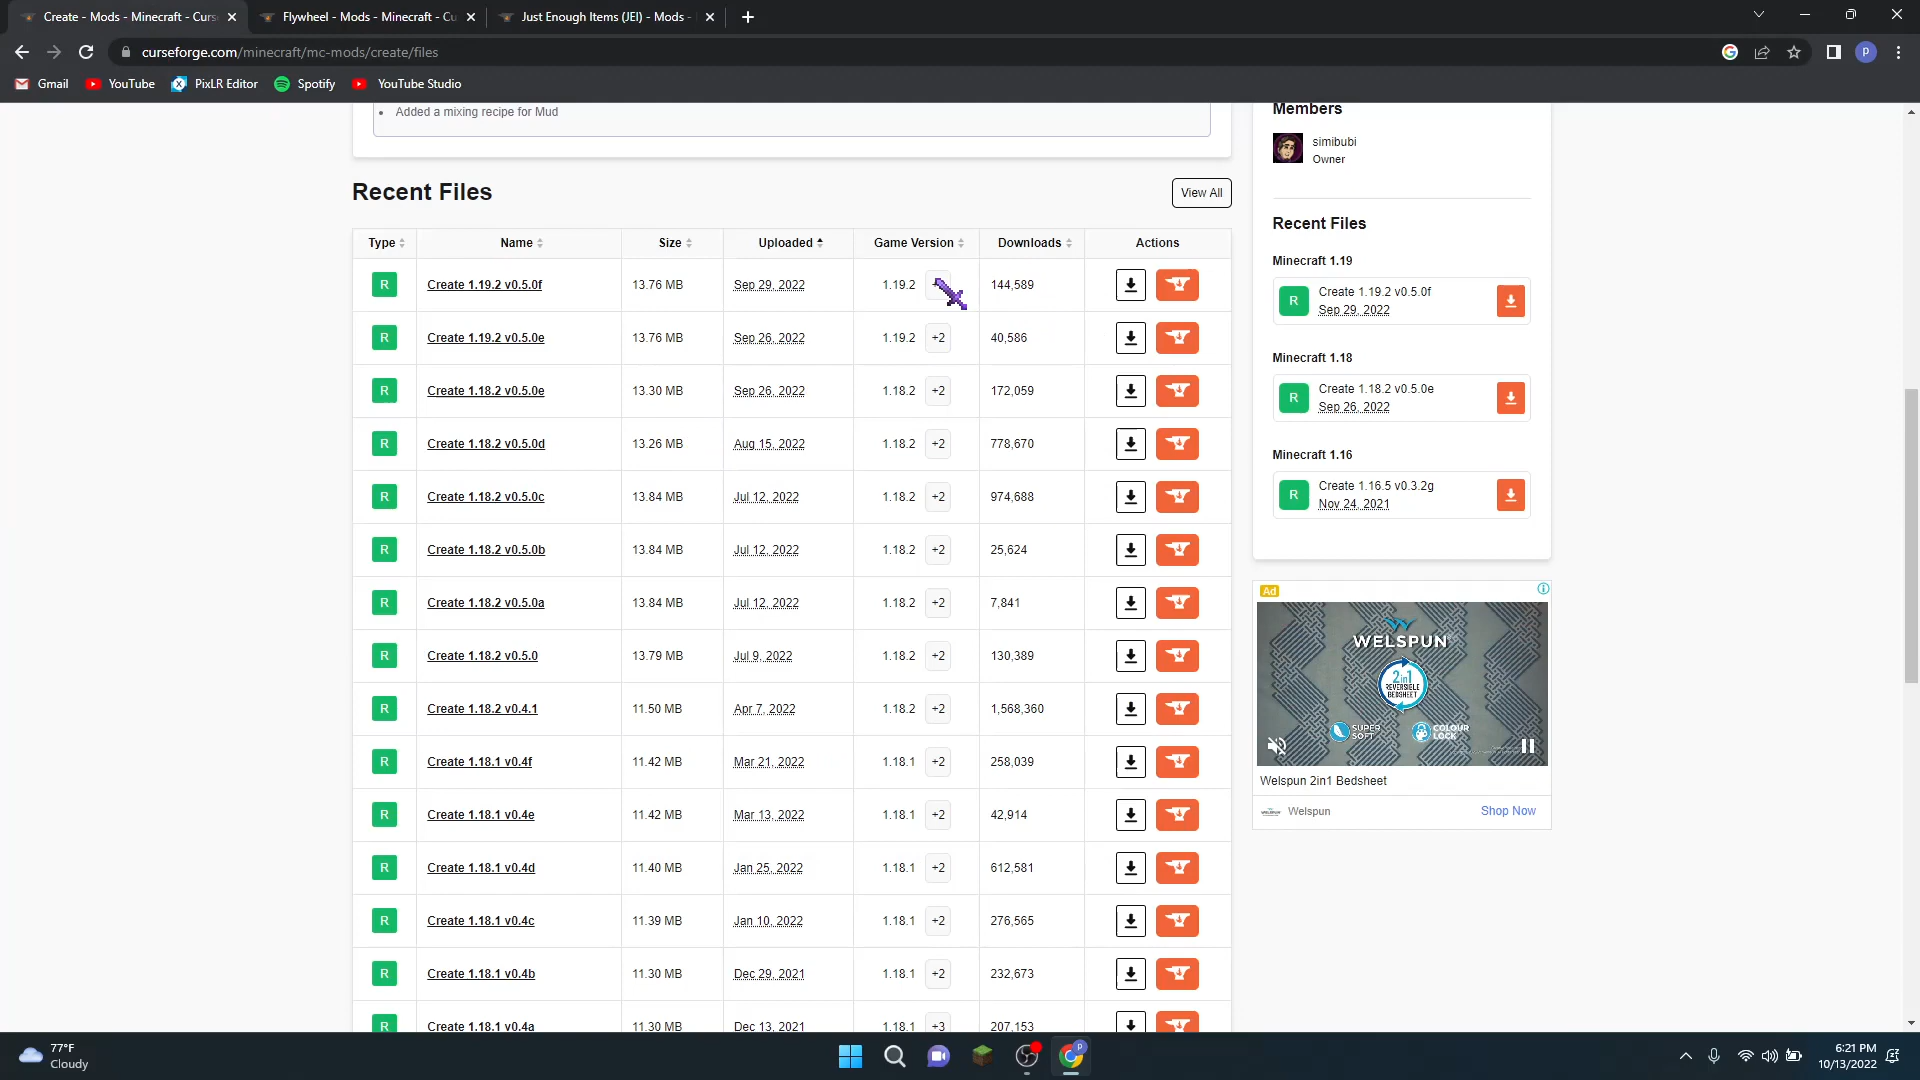 Create - Mods - Minecraft - Curs
Flywheel - Mods - Minecraft - Cu
Just Enough Items (JEI) - Mods -
curseforge.com/minecraft/mc-mods/create/files
P
Gmail
YouTube
PixLR Editor
Spotify
YouTube Studio
Added a mixing recipe for Mud
Members
simibubi
Owner
Recent Files
View All
Type Name Size Uploaded Game Version Downloads Actions
R Create 1.19.2 v0.5.0f 13.76 MB Sep 29, 2022 1.19.2 144,589
R Create 1.19.2 v0.5.0e 13.76 MB Sep 26, 2022 1.19.2 +2 40,586
R Create 1.18.2 v0.5.0e 13.30 MB Sep 26, 2022 1.18.2 +2 172,059
R Create 1.18.2 v0.5.0d 13.26 MB Aug 15, 2022 1.18.2 +2 778,670
R Create 1.18.2 v0.5.0c 13.84 MB Jul 12, 2022 1.18.2 +2 974,688
R Create 1.18.2 v0.5.0b 13.84 MB Jul 12, 2022 1.18.2 +2 25,624
R Create 1.18.2 v0.5.0a 13.84 MB Jul 12, 2022 1.18.2 +2 7,841
R Create 1.18.2 v0.5.0 13.79 MB Jul 9, 2022 1.18.2 +2 130,389
R Create 1.18.2 v0.4.1 11.50 MB Apr 7, 2022 1.18.2 +2 1,568,360
R Create 1.18.1 v0.4f 11.42 MB Mar 21, 2022 1.18.1 +2 258,039
R Create 1.18.1 v0.4e 11.42 MB Mar 13, 2022 1.18.1 +2 42,914
R Create 1.18.1 v0.4d 11.40 MB Jan 25, 2022 1.18.1 +2 612,581
R Create 1.18.1 v0.4c 11.39 MB Jan 10, 2022 1.18.1 +2 276,565
R Create 1.18.1 v0.4b 11.30 MB Dec 29, 2021 1.18.1 +2 232,673
R Create 1.18.1 v0.4a 11.30 MB Dec 13, 2021 1.18.1 +3 207,153
Recent Files
Minecraft 1.19
R Create 1.19.2 v0.5.0f
Sep 29, 2022
Minecraft 1.18
R Create 1.18.2 v0.5.0e
Sep 26, 2022
Minecraft 1.16
R Create 1.16.5 v0.3.2g
Nov 24, 2021
Ad
WELSPUN
2in1
REVERSIBLE
BEDSHEET
SUPER
SOFT
COLOUR
LOCK
Welspun 2in1 Bedsheet
WELSPUN
Welspun
Shop Now
77°F
Cloudy
P
6:21 PM
10/13/2022